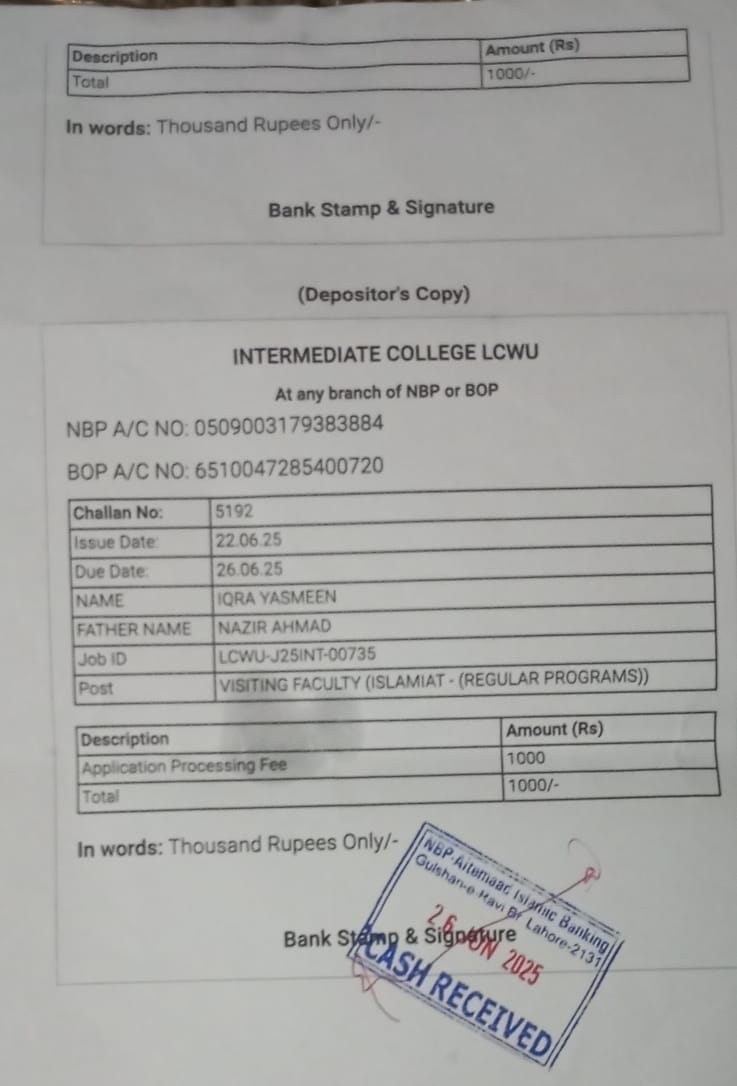 Description Amount (Rs)
Total 1000/-
In words: Thousand Rupees Only/-
Bank Stamp & Signature
(Depositor's Copy)
INTERMEDIATE COLLEGE LCWU
At any branch of NBP or BOP
NBP A/C NO: 0509003179383884
BOP A/C NO: 6510047285400720
Challan No: 5192
Issue Date: 22.06.25
Due Date: 26.06.25
NAME IQRA YASMEEN
FATHER NAME NAZIR AHMAD
Job ID LCWU-J25INT-00735
Post VISITING FACULTY (ISLAMIAT - (REGULAR PROGRAMS))
Description Amount (Rs)
Application Processing Fee 1000
Total 1000/-
In words: Thousand Rupees Only/-
NBP-Aitemaad Islamic Banking
Gulshan-e-Ravi Br Lahore-2131
Bank Stamp & Signature
26 JUN 2025
CASH RECEIVED